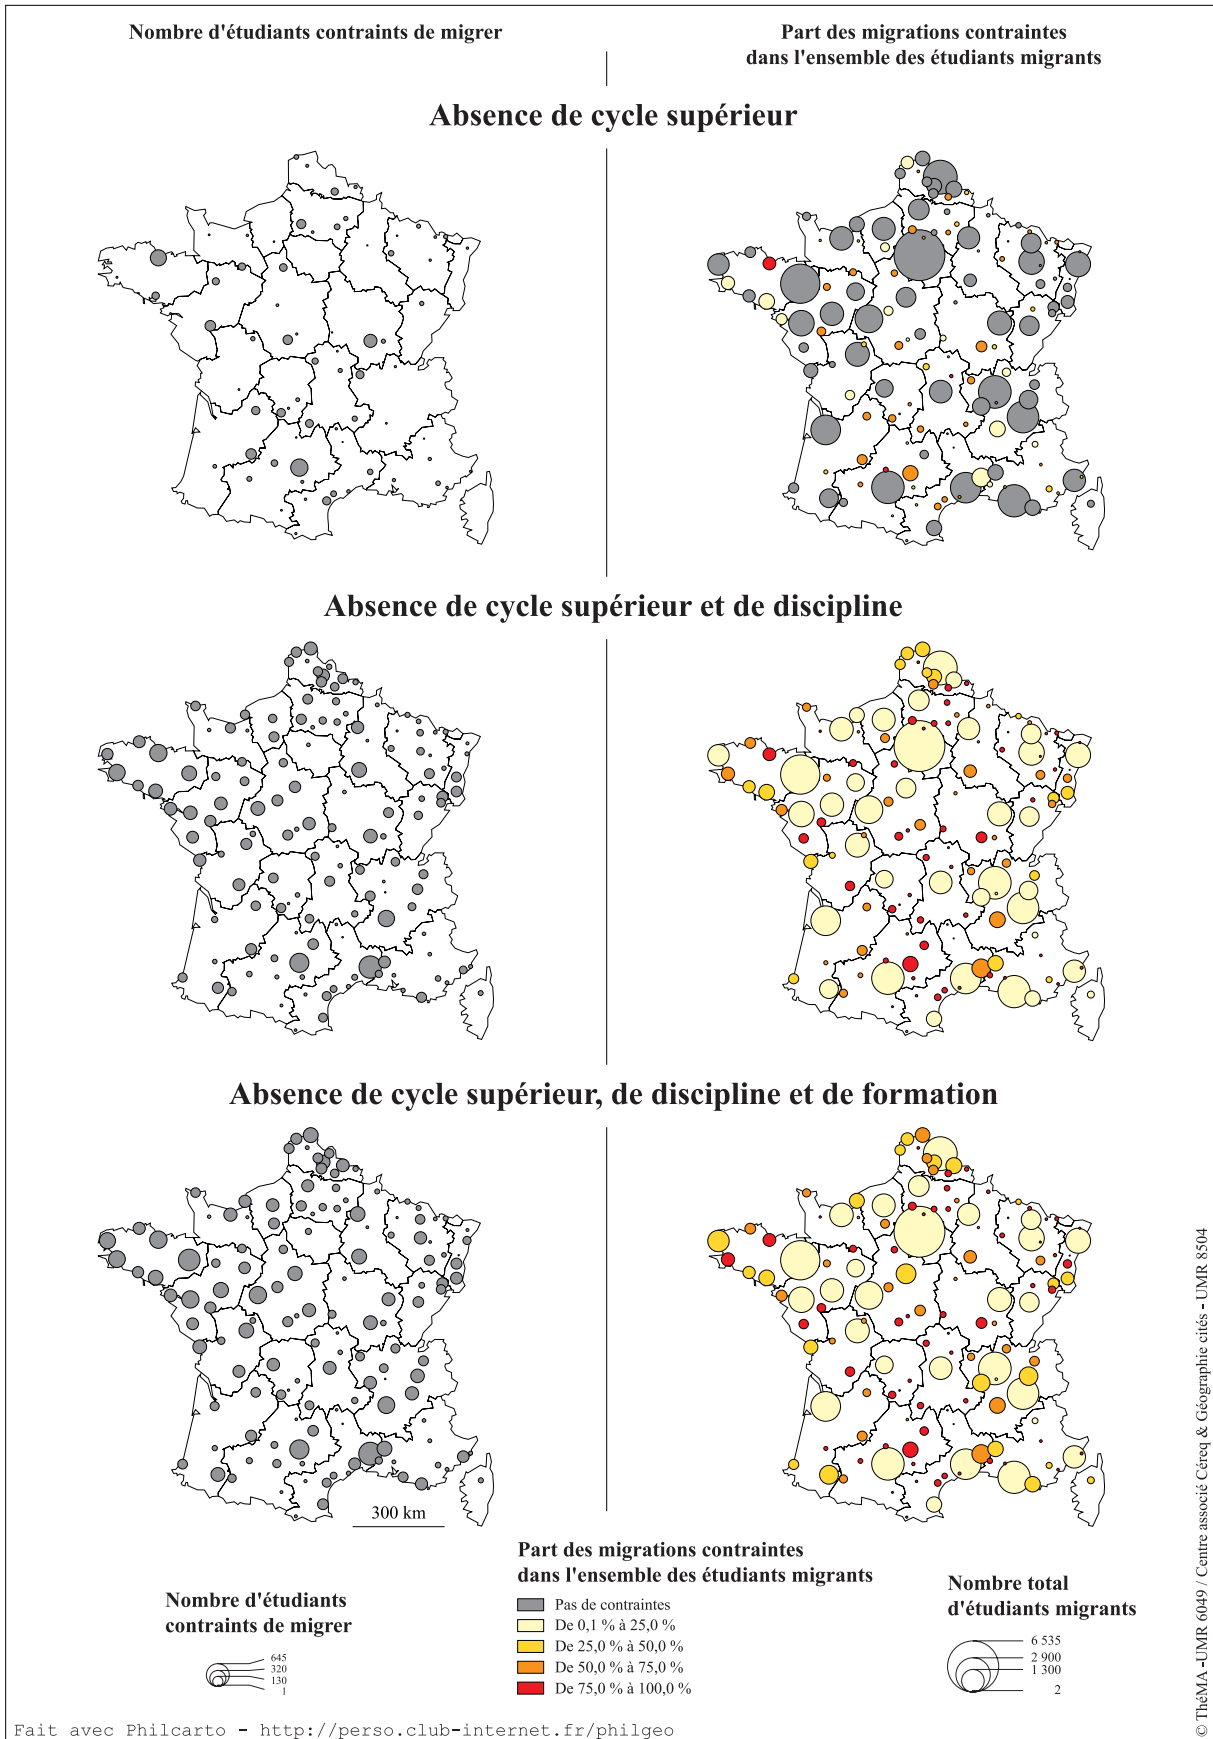 Nombre d'étudiants contraints de migrer
Part des migrations contraintes
dans l'ensemble des étudiants migrants
Absence de cycle supérieur
Absence de cycle supérieur et de discipline
Absence de cycle supérieur, de discipline et de formation
300 km
Nombre d'étudiants
contraints de migrer
645
320
130
1
Part des migrations contraintes
dans l'ensemble des étudiants migrants
Pas de contraintes
De 0,1 % à 25,0 %
De 25,0 % à 50,0 %
De 50,0 % à 75,0 %
De 75,0 % à 100,0 %
Nombre total
d'étudiants migrants
6 535
2 900
1 300
2
© ThéMA -UMR 6049 / Centre associé Céreq & Géographie cités - UMR 8504
Fait avec Philcarto - http://perso.club-internet.fr/philgeo